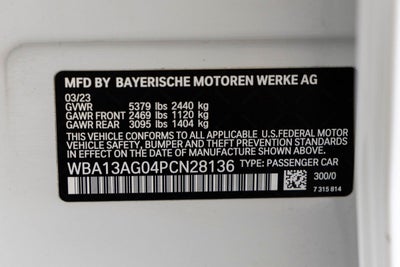 MFD BY BAYERISCHE MOTOREN WERKE AG
03/23
GVWR 5379 lbs 2440 kg
GAWR FRONT 2469 lbs 1120 kg
GAWR REAR 3095 lbs 1404 kg
THIS VEHICLE CONFORMS TO ALL APPLICABLE U.S.FEDERAL MOTOR
VEHICLE SAFETY, BUMPER AND THEFT PREVENTION
STANDARDS IN EFFECT ON THE DATE OF MANUFACTURE SHOWN ABOVE.
WBA13AG04PCN28136 TYPE: PASSENGER CAR
300/0
7 315 814